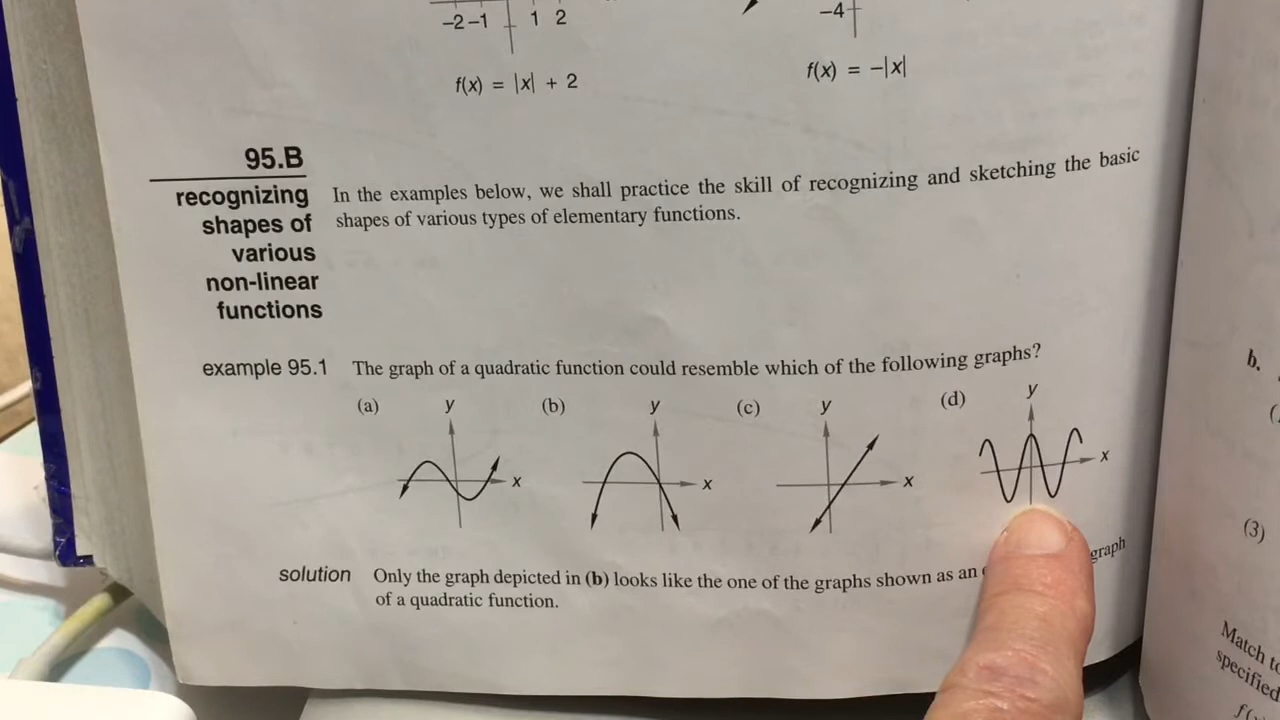 -2 -1 1 2
-4
f(x) = |x| + 2
f(x) = -|x|
95.B
recognizing
shapes of
various
non-linear
functions
In the examples below, we shall practice the skill of recognizing and sketching the basic
shapes of various types of elementary functions.
example 95.1 The graph of a quadratic function could resemble which of the following graphs?
(a) y x
(b) y x
(c) y x
(d) y x
solution Only the graph depicted in (b) looks like the one of the graphs shown as an graph
of a quadratic function.
b.
(3)
Match
specified